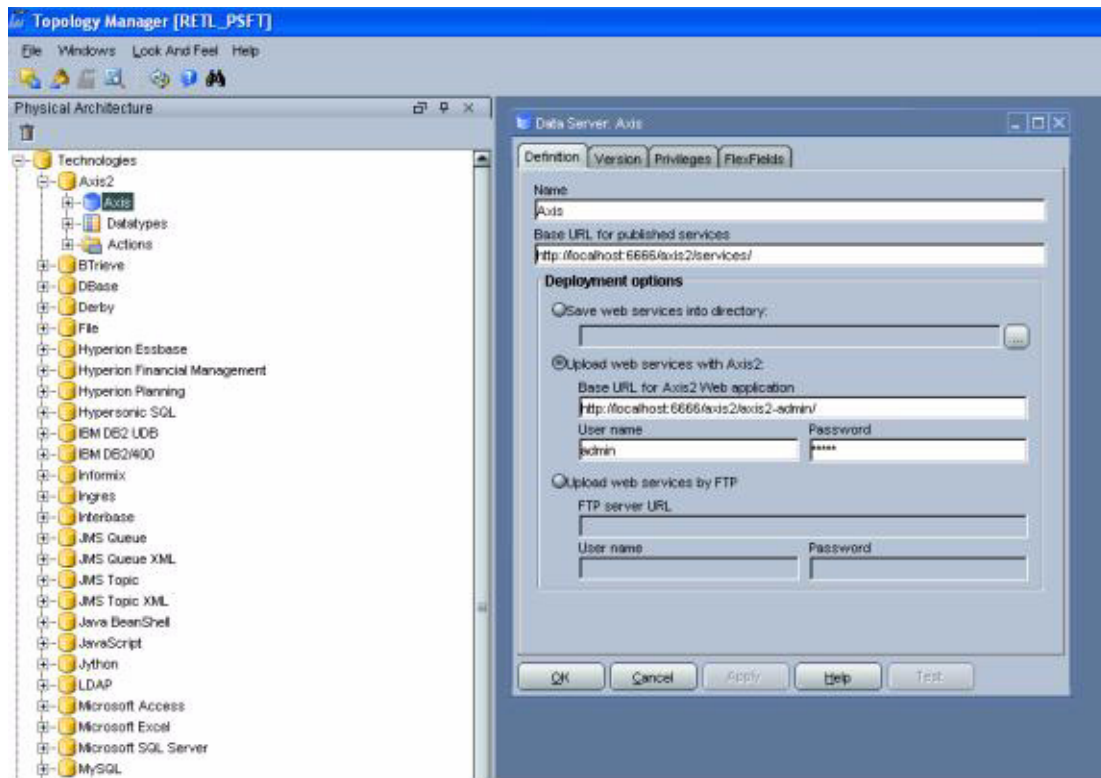 Topology Manager [RETL_PSFT]
File Windows Look And Feel Help
Physical Architecture
Technologies
Axis2
Axis
Datatypes
Actions
BTrieve
DBase
Derby
File
Hyperion Essbase
Hyperion Financial Management
Hyperion Planning
Hypersonic SQL
IBM DB2 UDB
IBM DB2/400
Informix
Ingres
Interbase
JMS Queue
JMS Queue XML
JMS Topic
JMS Topic XML
Java BeanShell
JavaScript
Jython
LDAP
Microsoft Access
Microsoft Excel
Microsoft SQL Server
MySQL
Data Server: Axis
Definition Version Privileges FlexFields
Name
Axis
Base URL for published services
http://localhost:6666/axis2/services/
Deployment options
Save web services into directory:
...
Upload web services with Axis2:
Base URL for Axis2 Web application
http://localhost:6666/axis2/axis2-admin/
User name Password
admin *****
Upload web services by FTP
FTP server URL
User name Password
OK Cancel Apply Help Test